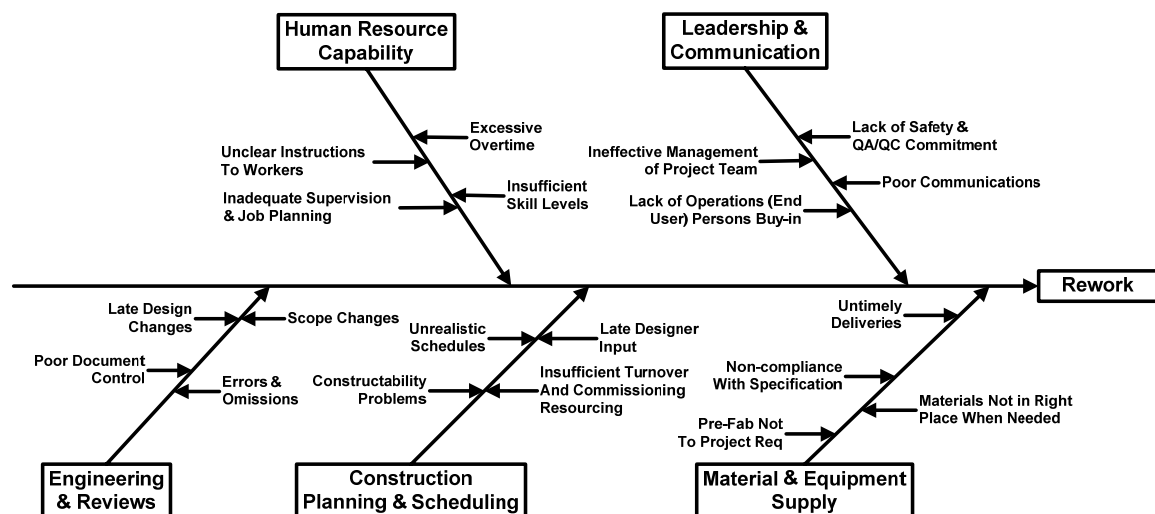 Human Resource
Capability
Leadership &
Communication
Excessive
Overtime
Unclear Instructions
To Workers
Insufficient
Skill Levels
Inadequate Supervision
& Job Planning
Lack of Safety &
QA/QC Commitment
Ineffective Management
of Project Team
Poor Communications
Lack of Operations (End
User) Persons Buy-in
Rework
Late Design
Changes
Scope Changes
Poor Document
Control
Errors &
Omissions
Unrealistic
Schedules
Late Designer
Input
Constructability
Problems
Insufficient Turnover
And Commissioning
Resourcing
Untimely
Deliveries
Non-compliance
With Specification
Materials Not in Right
Place When Needed
Pre-Fab Not
To Project Req
Engineering
& Reviews
Construction
Planning & Scheduling
Material & Equipment
Supply